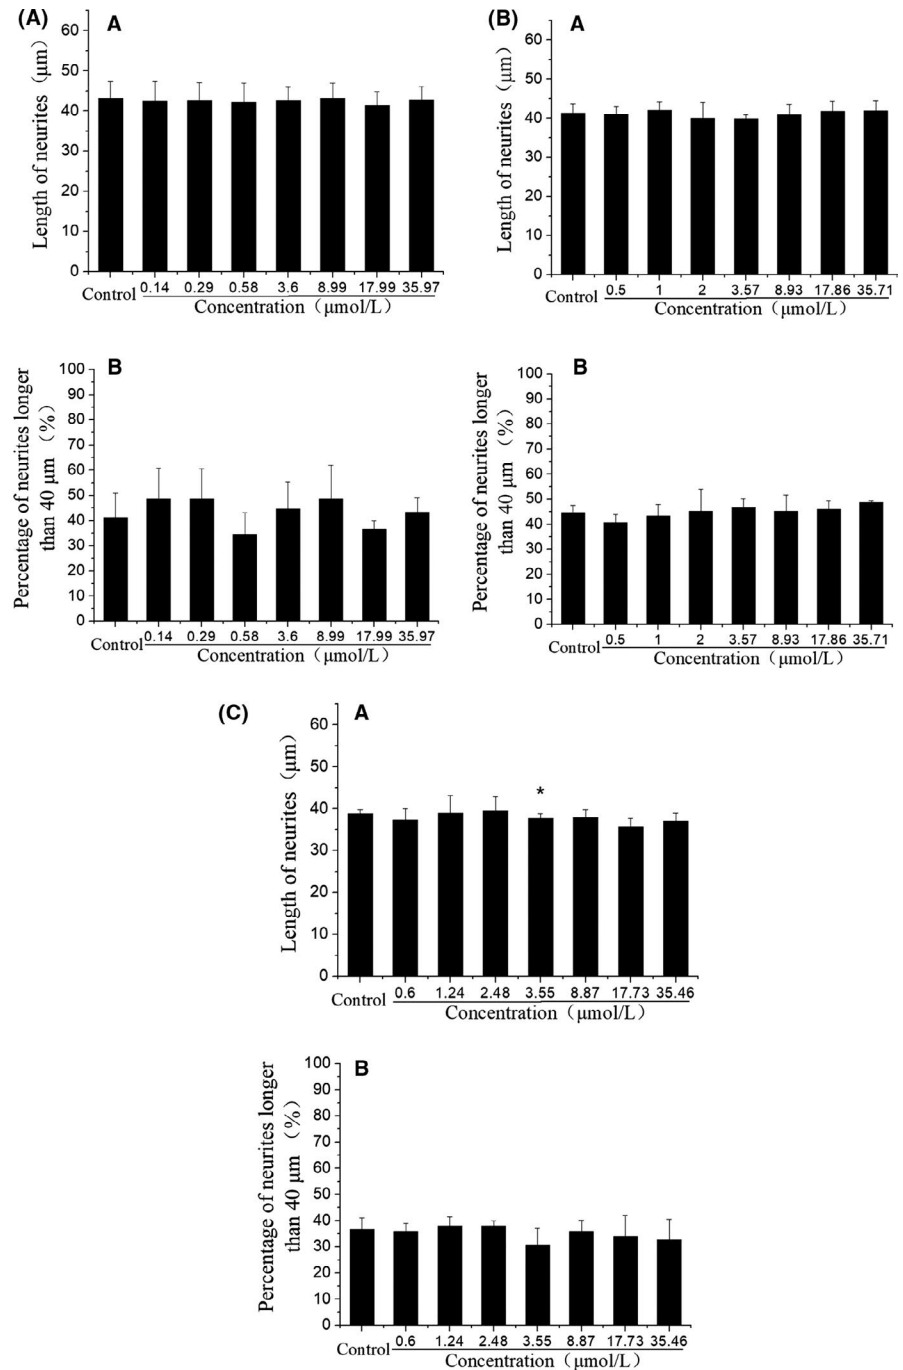 (A)
A
Length of neurites（μm）
60
50
40
30
20
10
0
Control 0.14 0.29 0.58 3.6 8.99 17.99 35.97
Concentration（μmol/L）
(B)
A
Length of neurites（μm）
60
50
40
30
20
10
0
Control 0.5 1 2 3.57 8.93 17.86 35.71
Concentration（μmol/L）
B
Percentage of neurites longer
than 40 μm（%）
100
90
80
70
60
50
40
30
20
10
0
Control 0.14 0.29 0.58 3.6 8.99 17.99 35.97
Concentration（μmol/L）
B
Percentage of neurites longer
than 40 μm（%）
100
90
80
70
60
50
40
30
20
10
0
Control 0.5 1 2 3.57 8.93 17.86 35.71
Concentration（μmol/L）
(C)
A
Length of neurites（μm）
60
50
40
30
20
10
0
*
Control 0.6 1.24 2.48 3.55 8.87 17.73 35.46
Concentration（μmol/L）
B
Percentage of neurites longer
than 40 μm（%）
100
90
80
70
60
50
40
30
20
10
0
Control 0.6 1.24 2.48 3.55 8.87 17.73 35.46
Concentration（μmol/L）